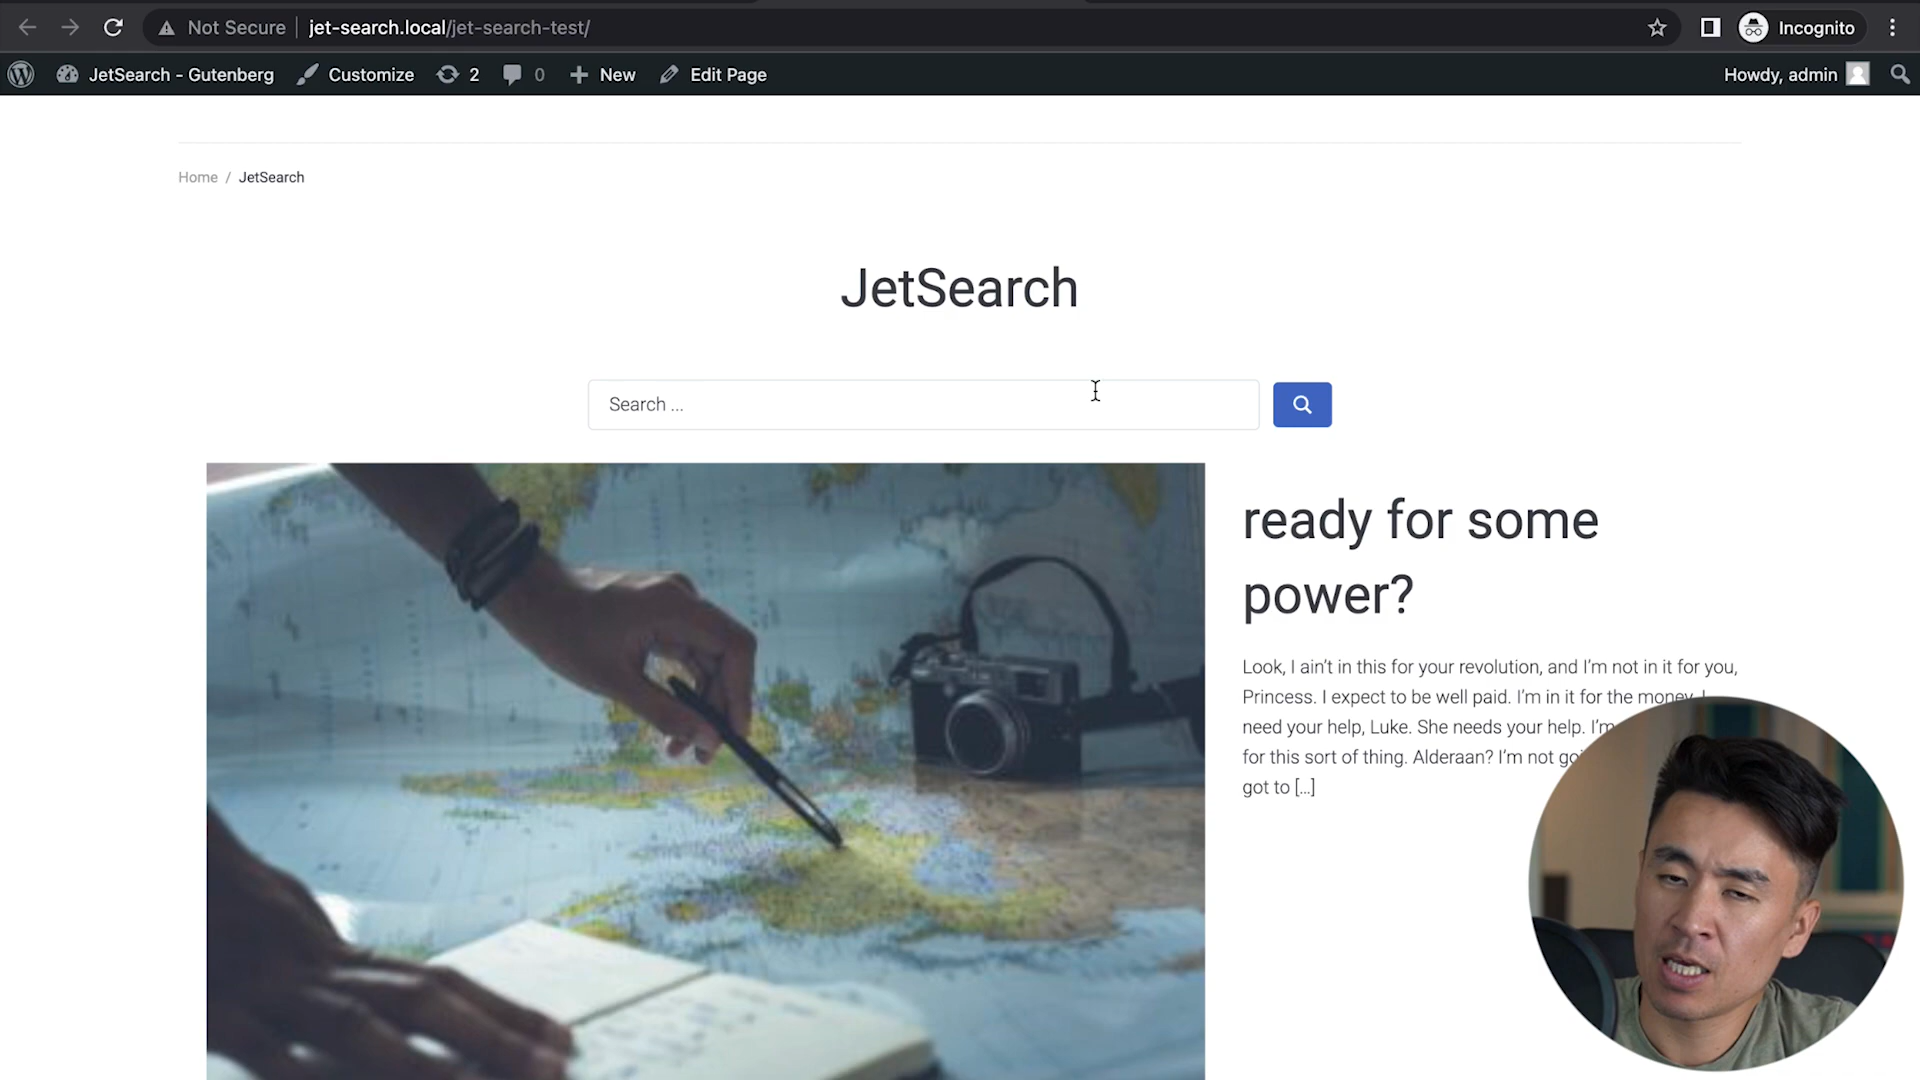 Not Secure jet-search.local/jet-search-test/ Incognito
JetSearch - Gutenberg Customize 2 0 New Edit Page Howdy, admin
Home / JetSearch
JetSearch
Search ...
ready for some
power?
Look, I ain't in this for your revolution, and I'm not in it for you,
Princess. I expect to be well paid. I'm in it for the money. I
need your help, Luke. She needs your help. I'm
for this sort of thing. Alderaan? I'm not
got to [...]